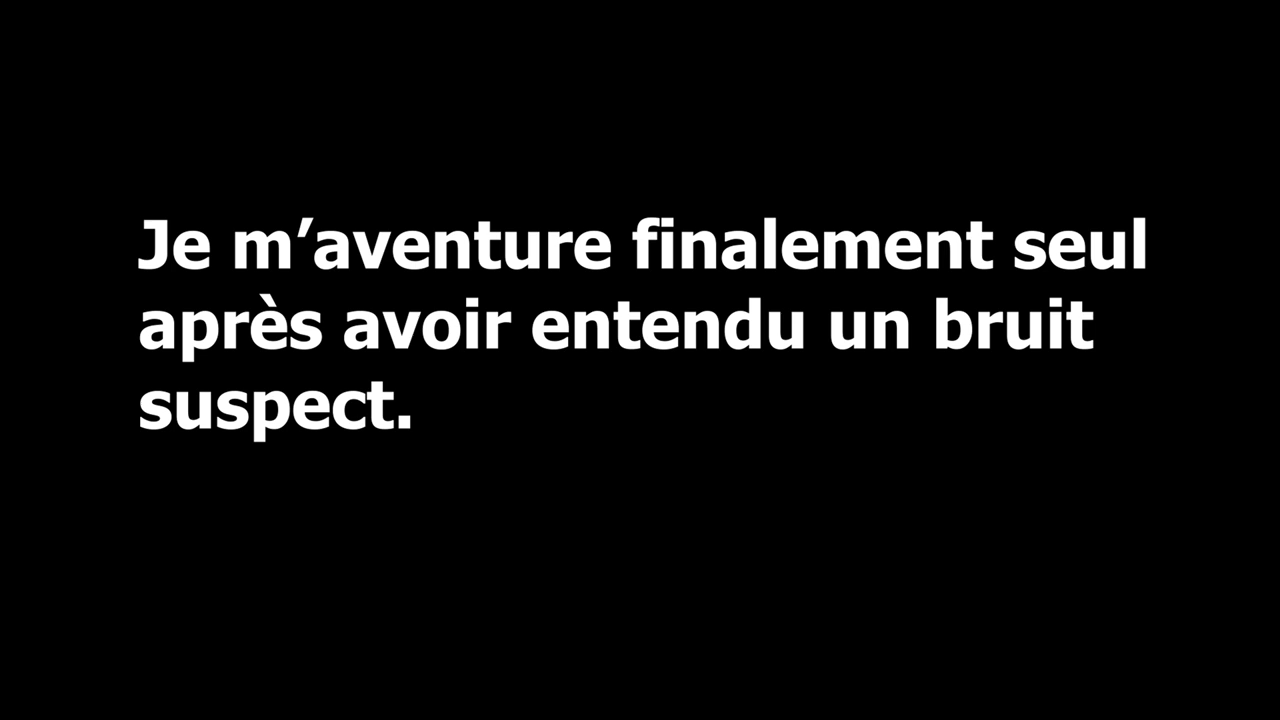 Je m’aventure finalement seul
après avoir entendu un bruit
suspect.